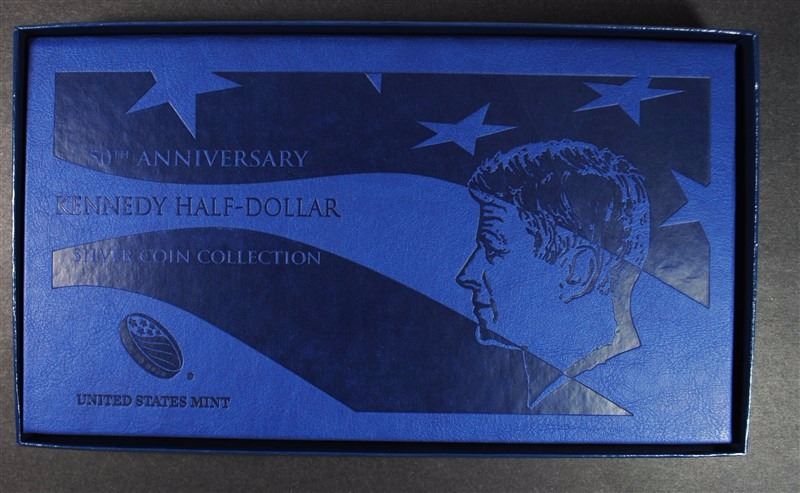 50TH ANNIVERSARY
KENNEDY HALF-DOLLAR
SILVER COIN COLLECTION
UNITED STATES MINT